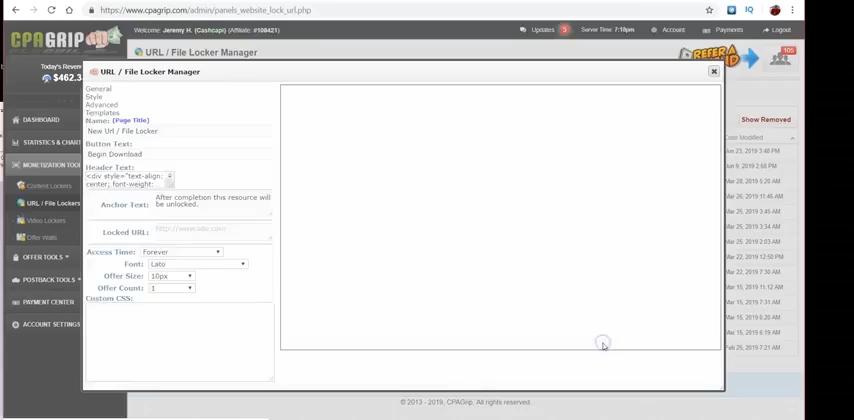 https://www.cpagrip.com/admin/panels_website_lock_url.php
CPAGRIP
Welcome, Jeremy H. (Cashcapi) (Affiliate #108421)
Updates
Server Time: 7:10pm
Account
Payments
Logout
URL / File Locker Manager
REFER A
105
Today's Reven
$462.3
URL / File Locker Manager
General
Style
Advanced
Templates
Name: (Page Title)
New Url / File Locker
Button Text:
Begin Download
Header Text:
<div style="text-align:
center; font-weight:
Anchor Text:
After completion this resource will
be unlocked.
Locked URL:
Access Time: Forever
Font: Lato
Offer Size: 10px
Offer Count: 1
Custom CSS:
DASHBOARD
STATISTICS & CHART
MONETIZATION TOO
Content Lockers
URL / File Lockers
Video Lockers
Offer Walls
OFFER TOOLS
POSTBACK TOOLS
PAYMENT CENTER
ACCOUNT SETTINGS
Show Removed
Date Modified
Jun 23, 2019 3:48 PM
Jun 9, 2019 2:58 PM
Mar 28, 2019 5:20 AM
Mar 26, 2019 11:45 AM
Mar 25, 2019 3:45 AM
Mar 25, 2019 3:34 AM
Mar 25, 2019 2:03 AM
Mar 22, 2019 12:50 PM
Mar 22, 2019 7:30 AM
Mar 15, 2019 11:12 AM
Mar 15, 2019 7:31 AM
Mar 15, 2019 6:20 AM
Mar 15, 2019 6:19 AM
Feb 25, 2019 7:21 AM
© 2013 - 2019, CPAGrip, All rights reserved.